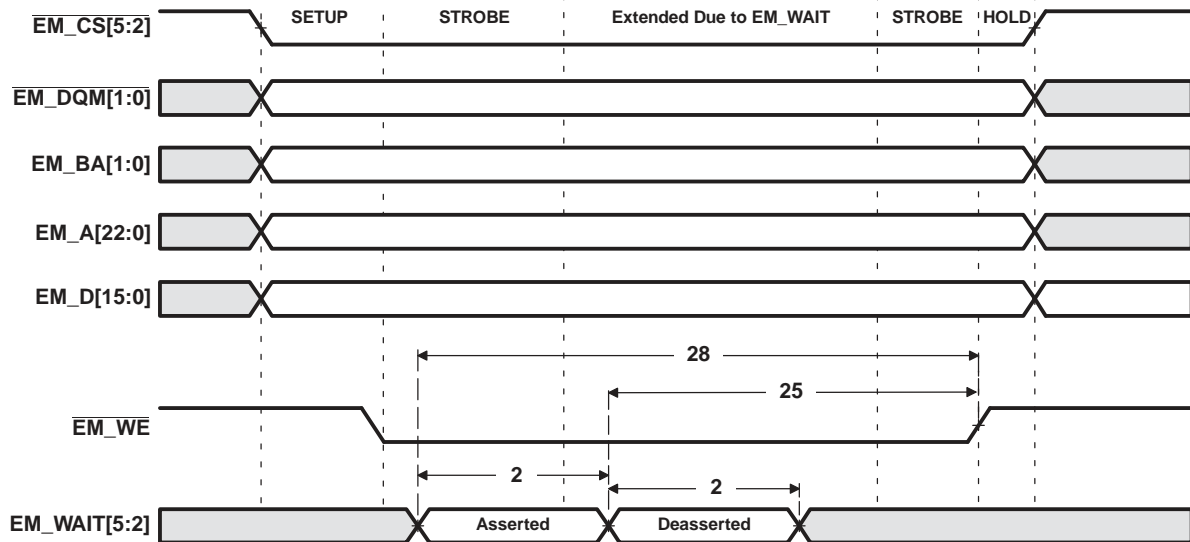 SETUP STROBE Extended Due to EM_WAIT STROBE HOLD
EM_CS[5:2]
EM_DQM[1:0]
EM_BA[1:0]
EM_A[22:0]
EM_D[15:0]
28
25
EM_WE
2
2
EM_WAIT[5:2] Asserted Deasserted